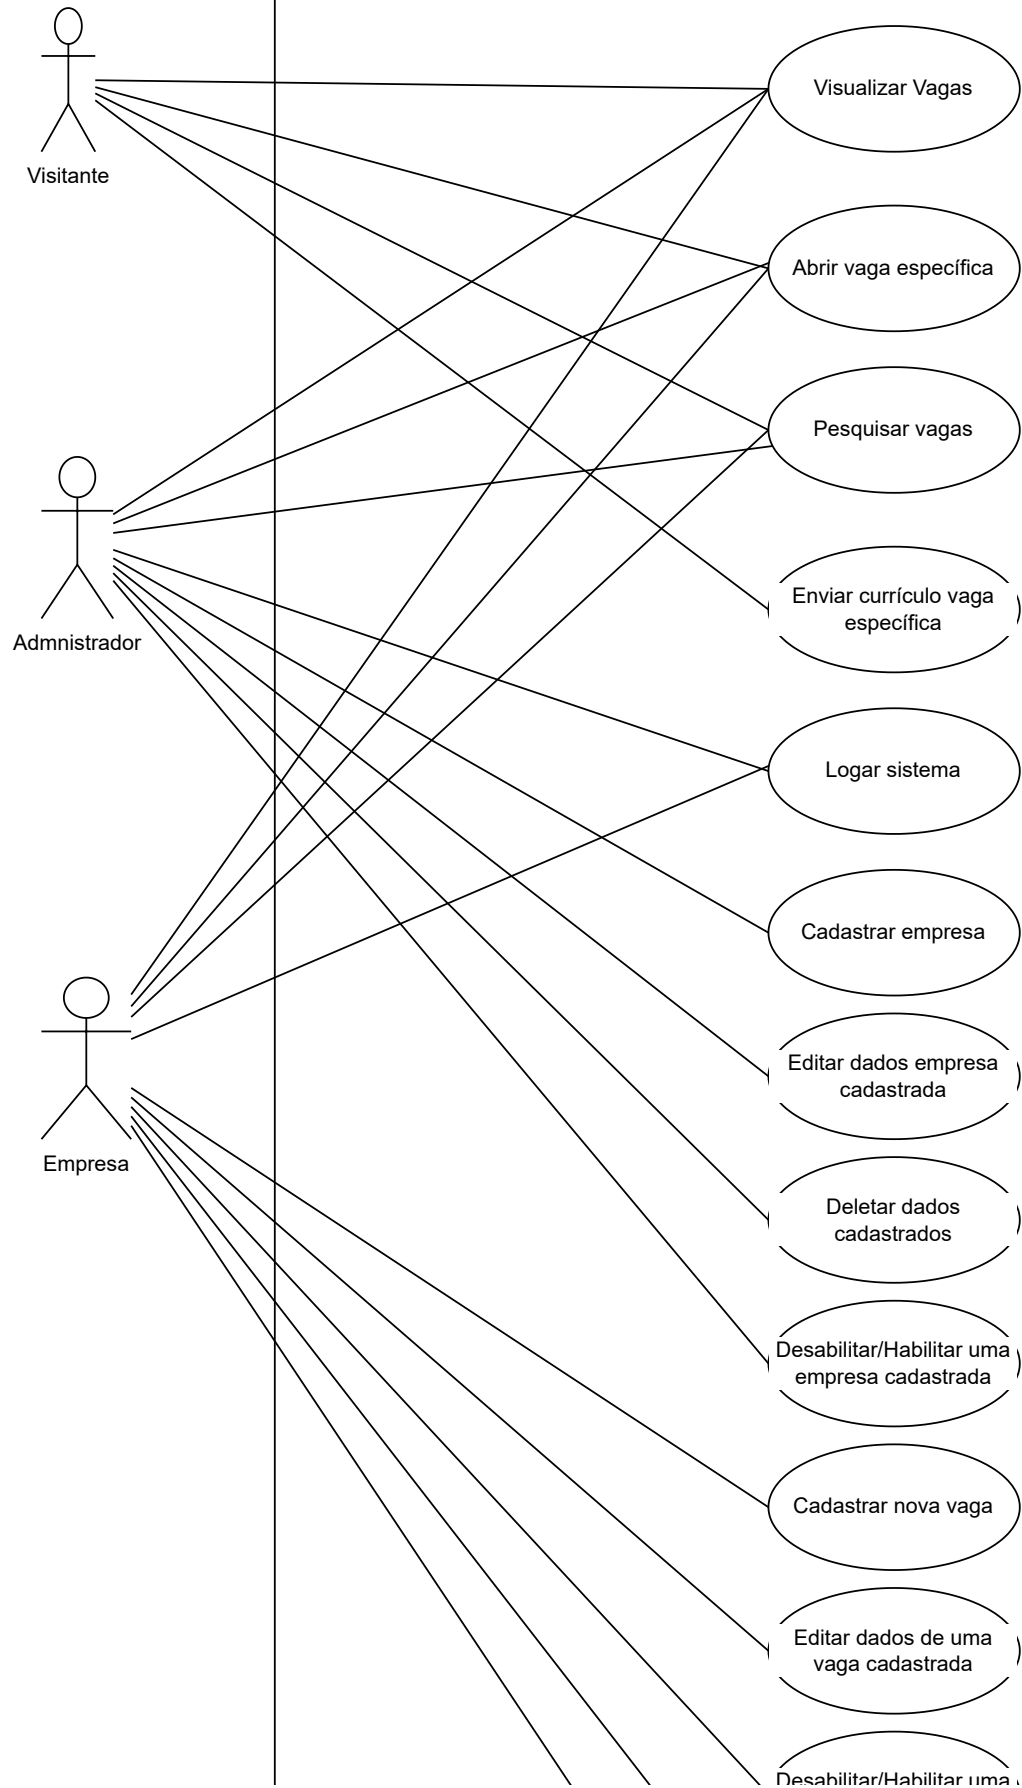 Visualizar Vagas
Visitante
Abrir vaga específica
Pesquisar vagas
Enviar currículo vaga
específica
Admnistrador
Logar sistema
Cadastrar empresa
Editar dados empresa
cadastrada
Empresa
Deletar dados
cadastrados
Desabilitar/Habilitar uma
empresa cadastrada
Cadastrar nova vaga
Editar dados de uma
vaga cadastrada
Desabilitar/Habilitar uma